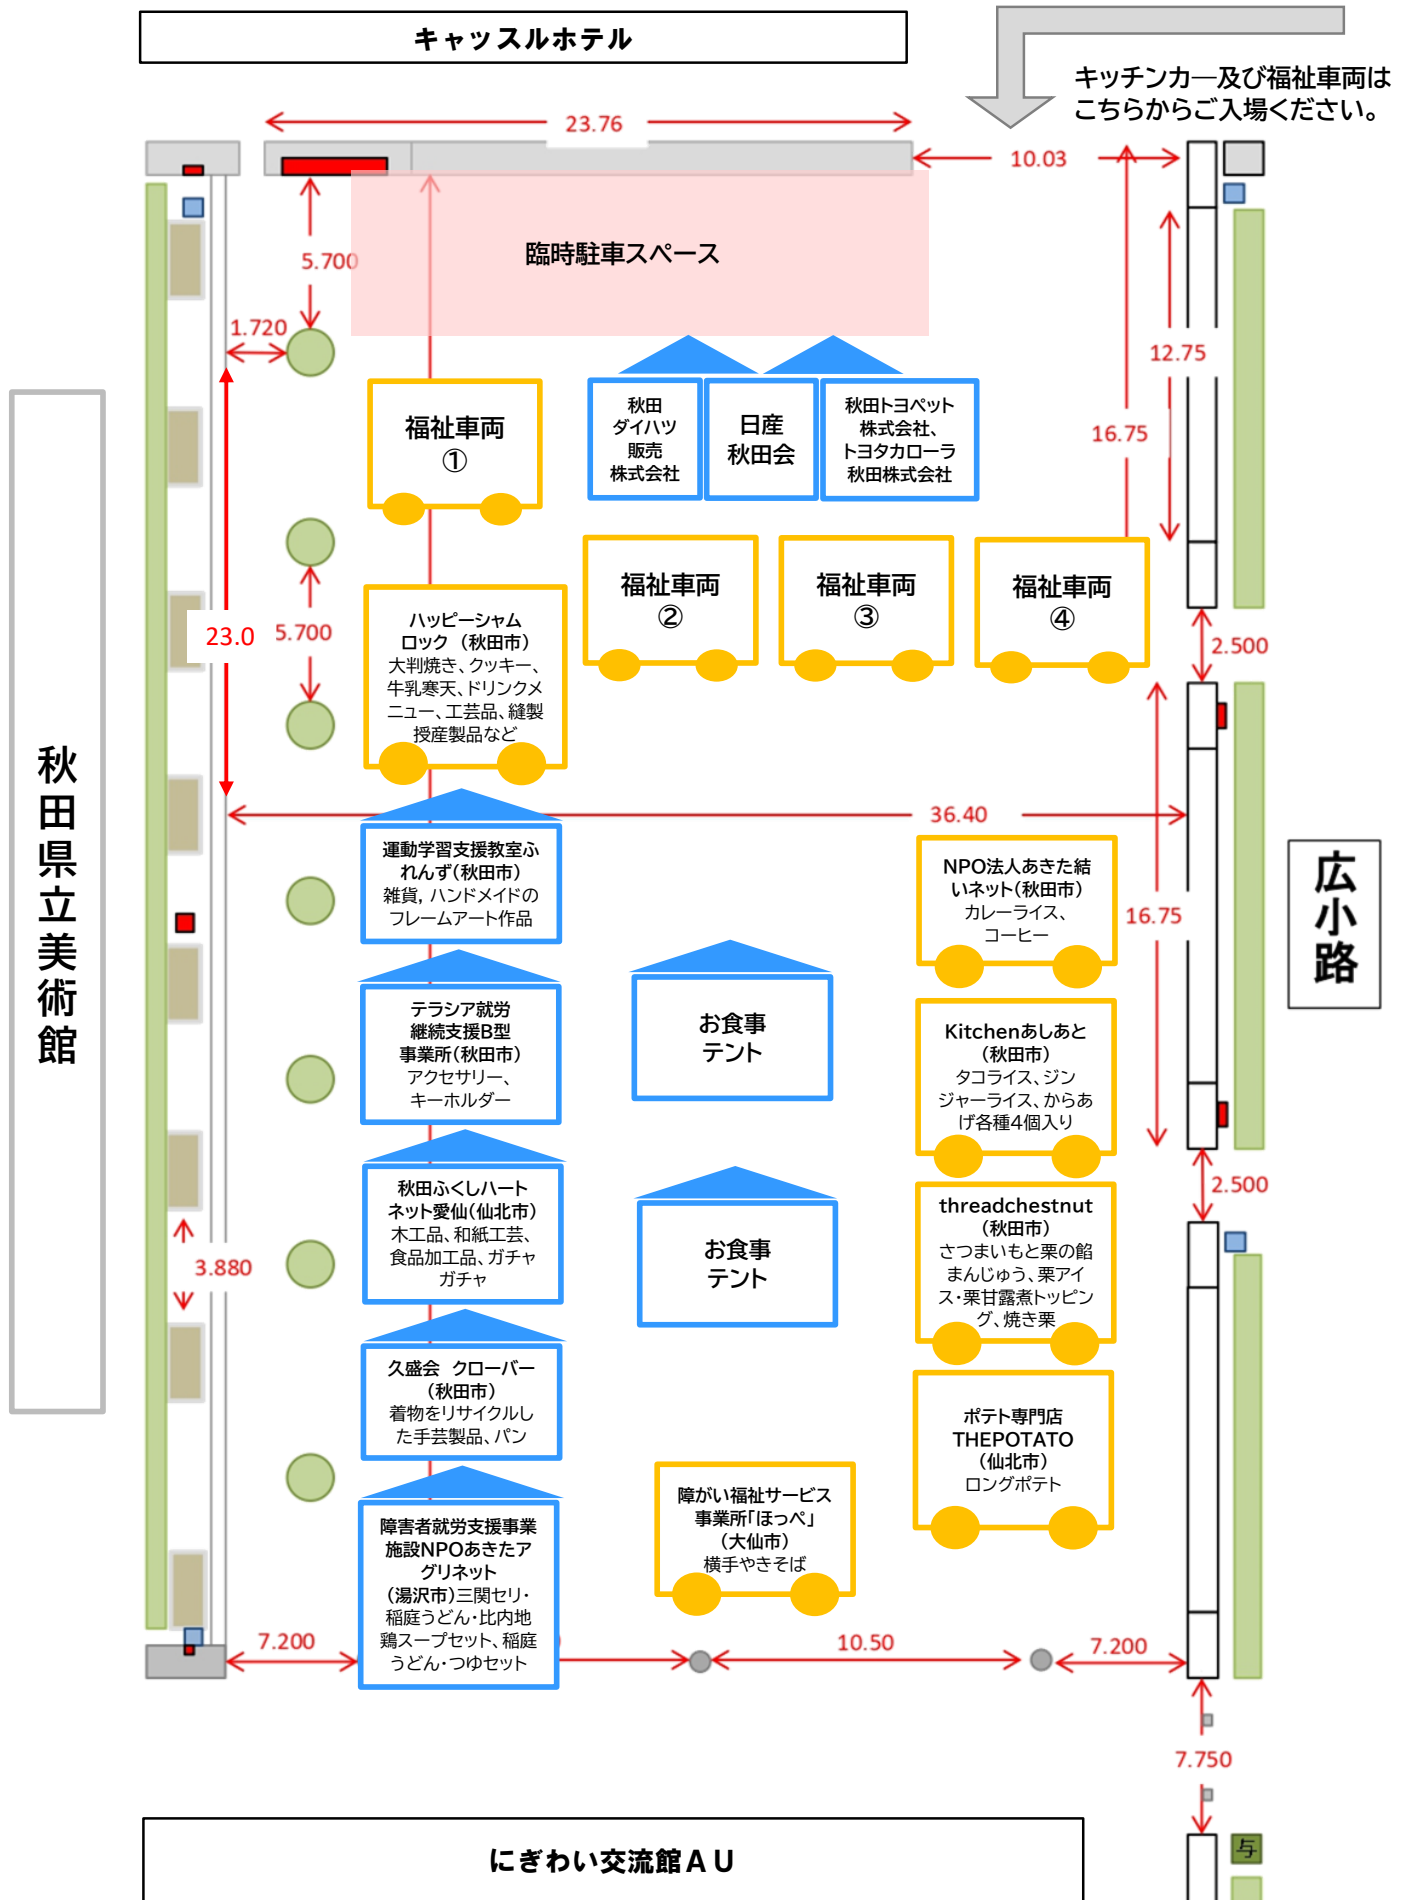 キャッスルホテル
キッチンカー及び福祉車両は
こちらからご入場ください。
23.76
10.03
臨時駐車スペース
5.700
1.720
12.75
16.75
福祉車両
①
秋田
ダイハツ
販売
株式会社
日産
秋田会
秋田トヨペット
株式会社、
トヨタカローラ
秋田株式会社
福祉車両
②
福祉車両
③
福祉車両
④
23.0
5.700
2.500
ハッピーシャム
ロック（秋田市）
大判焼き、クッキー、
牛乳寒天、ドリンクメ
ニュー、工芸品、縫製
授産製品など
秋田県立美術館
36.40
広小路
16.75
運動学習支援教室ふ
れんず(秋田市)
雑貨，ハンドメイドの
フレームアート作品
NPO法人あきた結
いネット(秋田市)
カレーライス、
コーヒー
テラシア就労
継続支援B型
事業所(秋田市)
アクセサリー、
キーホルダー
お食事
テント
Kitchenあしあと
(秋田市)
タコライス、ジン
ジャーライス、からあ
げ各種4個入り
秋田ふくしハート
ネット愛仙(仙北市)
木工品、和紙工芸、
食品加工品、ガチャ
ガチャ
お食事
テント
threadchestnut
(秋田市)
さつまいもと栗の餡
まんじゅう、栗アイ
ス・栗甘露煮トッピン
グ、焼き栗
2.500
3.880
久盛会　クローバー
(秋田市)
着物をリサイクルし
た手芸製品、パン
ポテト専門店
THEPOTATO
(仙北市)
ロングポテト
障がい福祉サービス
事業所「ほっぺ」
(大仙市)
横手やきそば
障害者就労支援事業
施設NPOあきたア
グリネット
(湯沢市)三関セリ・
稲庭うどん・比内地
鶏スープセット、稲庭
うどん・つゆセット
7.200
10.50
7.200
7.750
にぎわい交流館ＡＵ
与